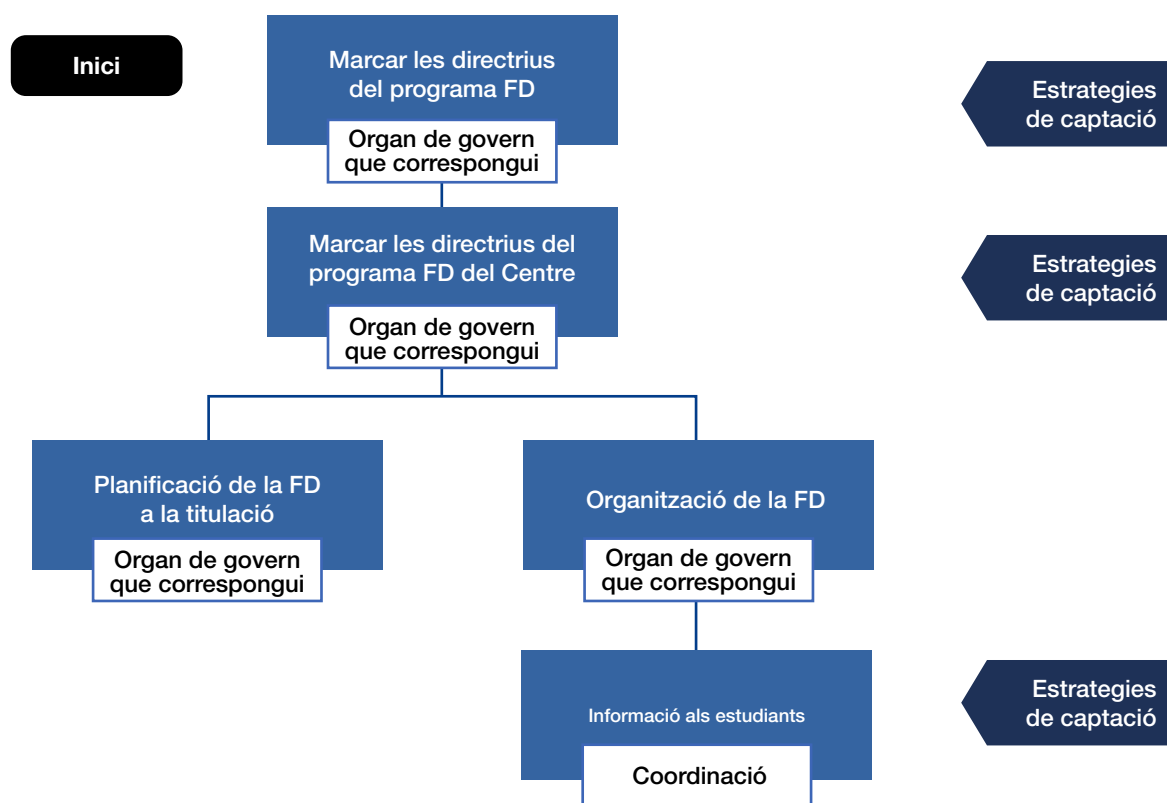 Inici
Marcar les directrius
del programa FD
Organ de govern
que correspongui
Estrategies
de captació
Marcar les directrius del
programa FD del Centre
Organ de govern
que correspongui
Estrategies
de captació
Planificació de la FD
a la titulació
Organ de govern
que correspongui
Organització de la FD
Organ de govern
que correspongui
Informació als estudiants
Coordinació
Estrategies
de captació